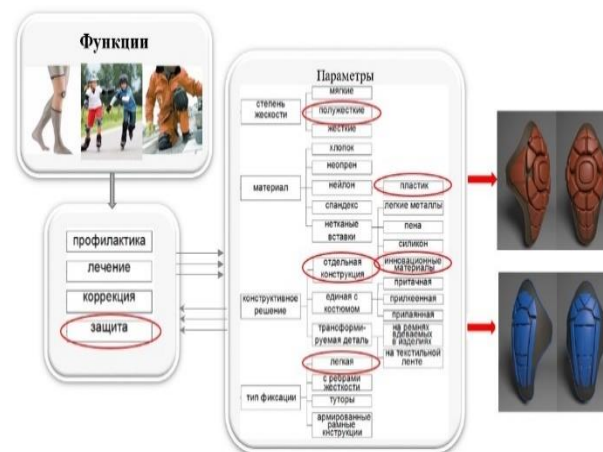 Функции
профилактика
лечение
коррекция
защита
Параметры
степень
жескости
мягкие
полужесткие
жесткие
материал
хлопок
неопрен
нейлон
спандекс
нетканые
вставки
пластик
легкие металлы
пена
силикон
инновационные
материалы
конструктивное
решение
отдельная
конструкция
единая с
костюмом
трансформи-
руемая деталь
притачная
приклеенная
припаянная
на ремнях
вдеваемых
в изделиях
на текстильной
ленте
тип фиксации
легкая
с ребрами
жесткости
туторы
армированные
рамные
инструкции